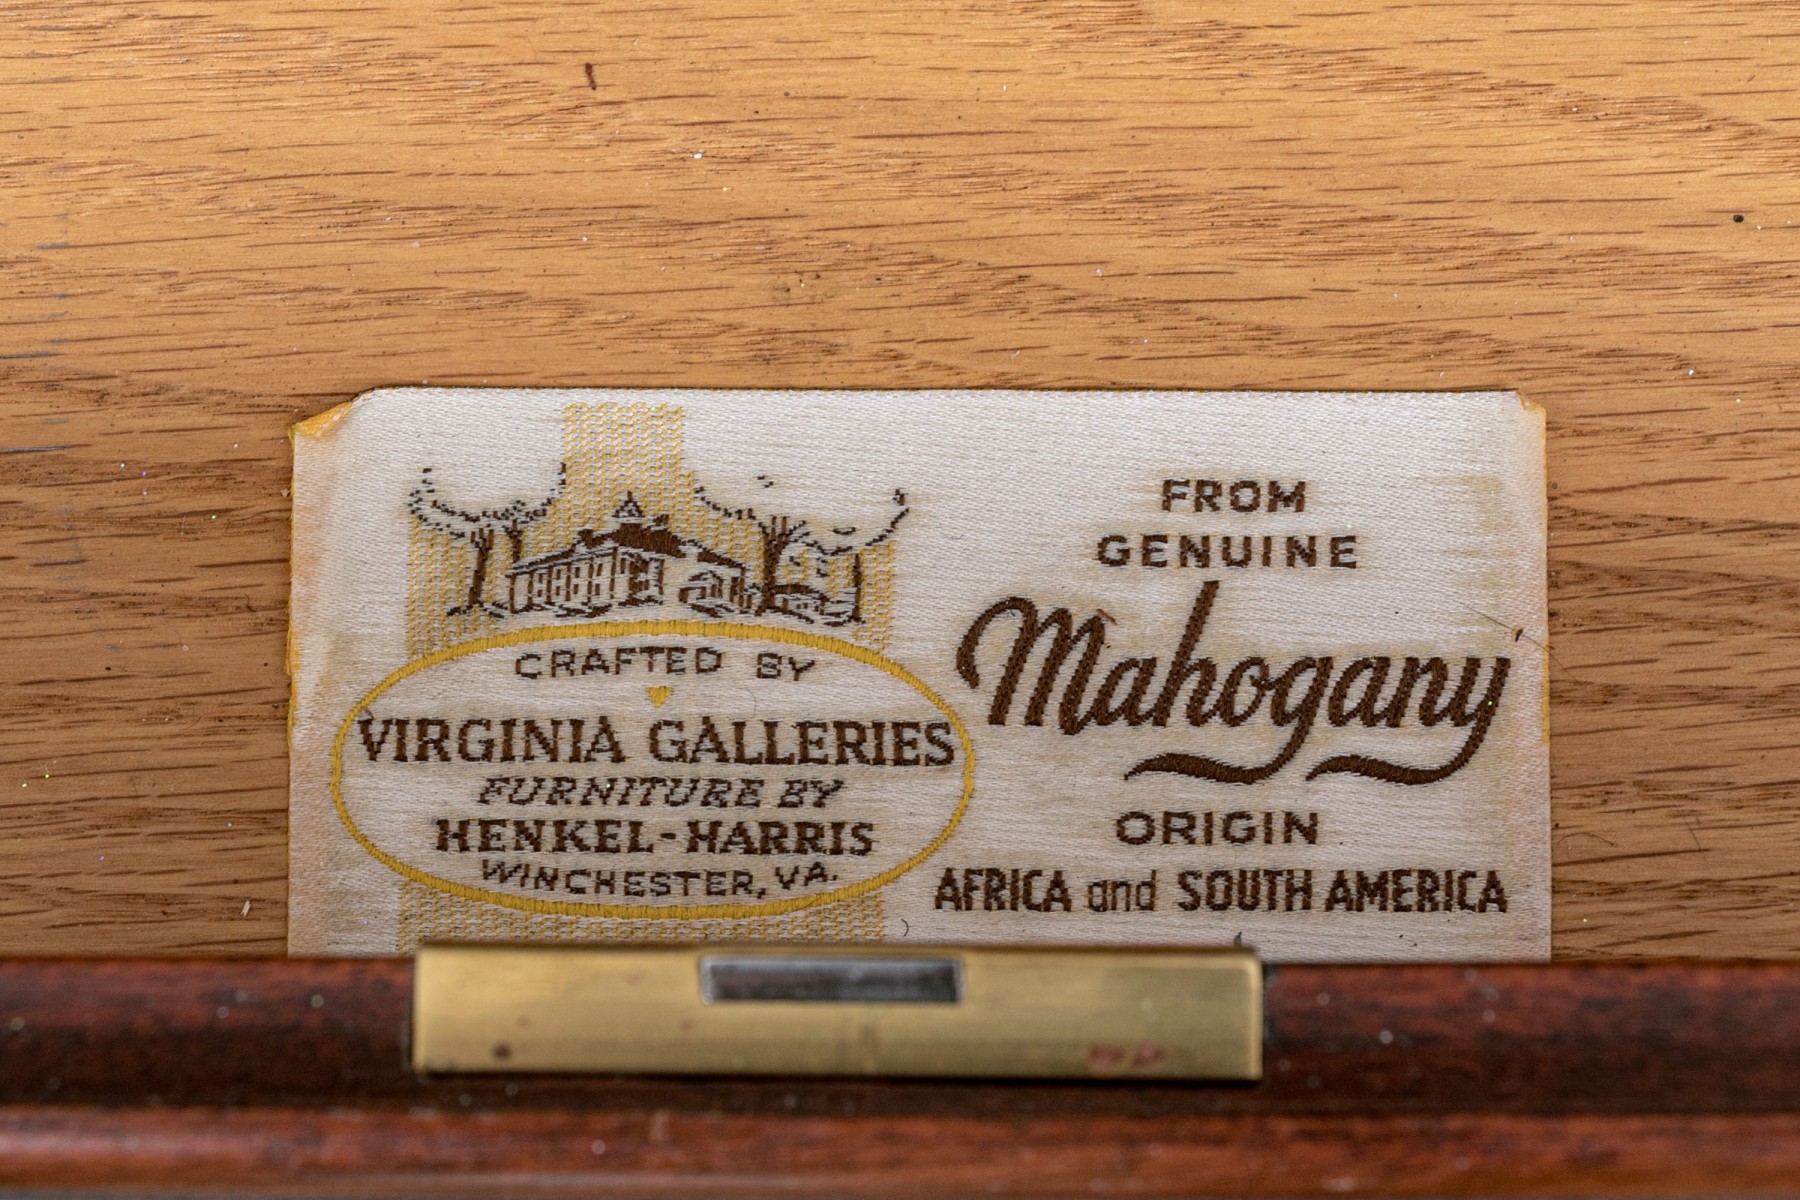 CRAFTED BY
VIRGINIA GALLERIES
FURNITURE BY
HENKEL-HARRIS
WINCHESTER, VA.
FROM
GENUINE
Mahogany
ORIGIN
AFRICA and SOUTH AMERICA